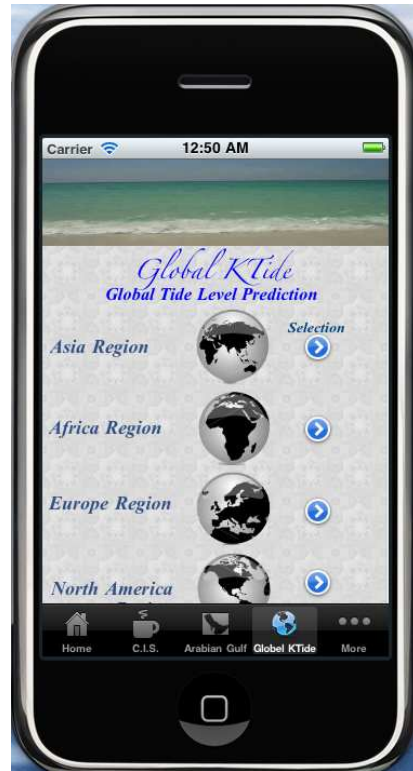 Carrier 12:50 AM
Global KTide
Global Tide Level Prediction
Selection
Asia Region
Africa Region
Europe Region
North America
Home C.I.S. Arabian Gulf Globel KTide More